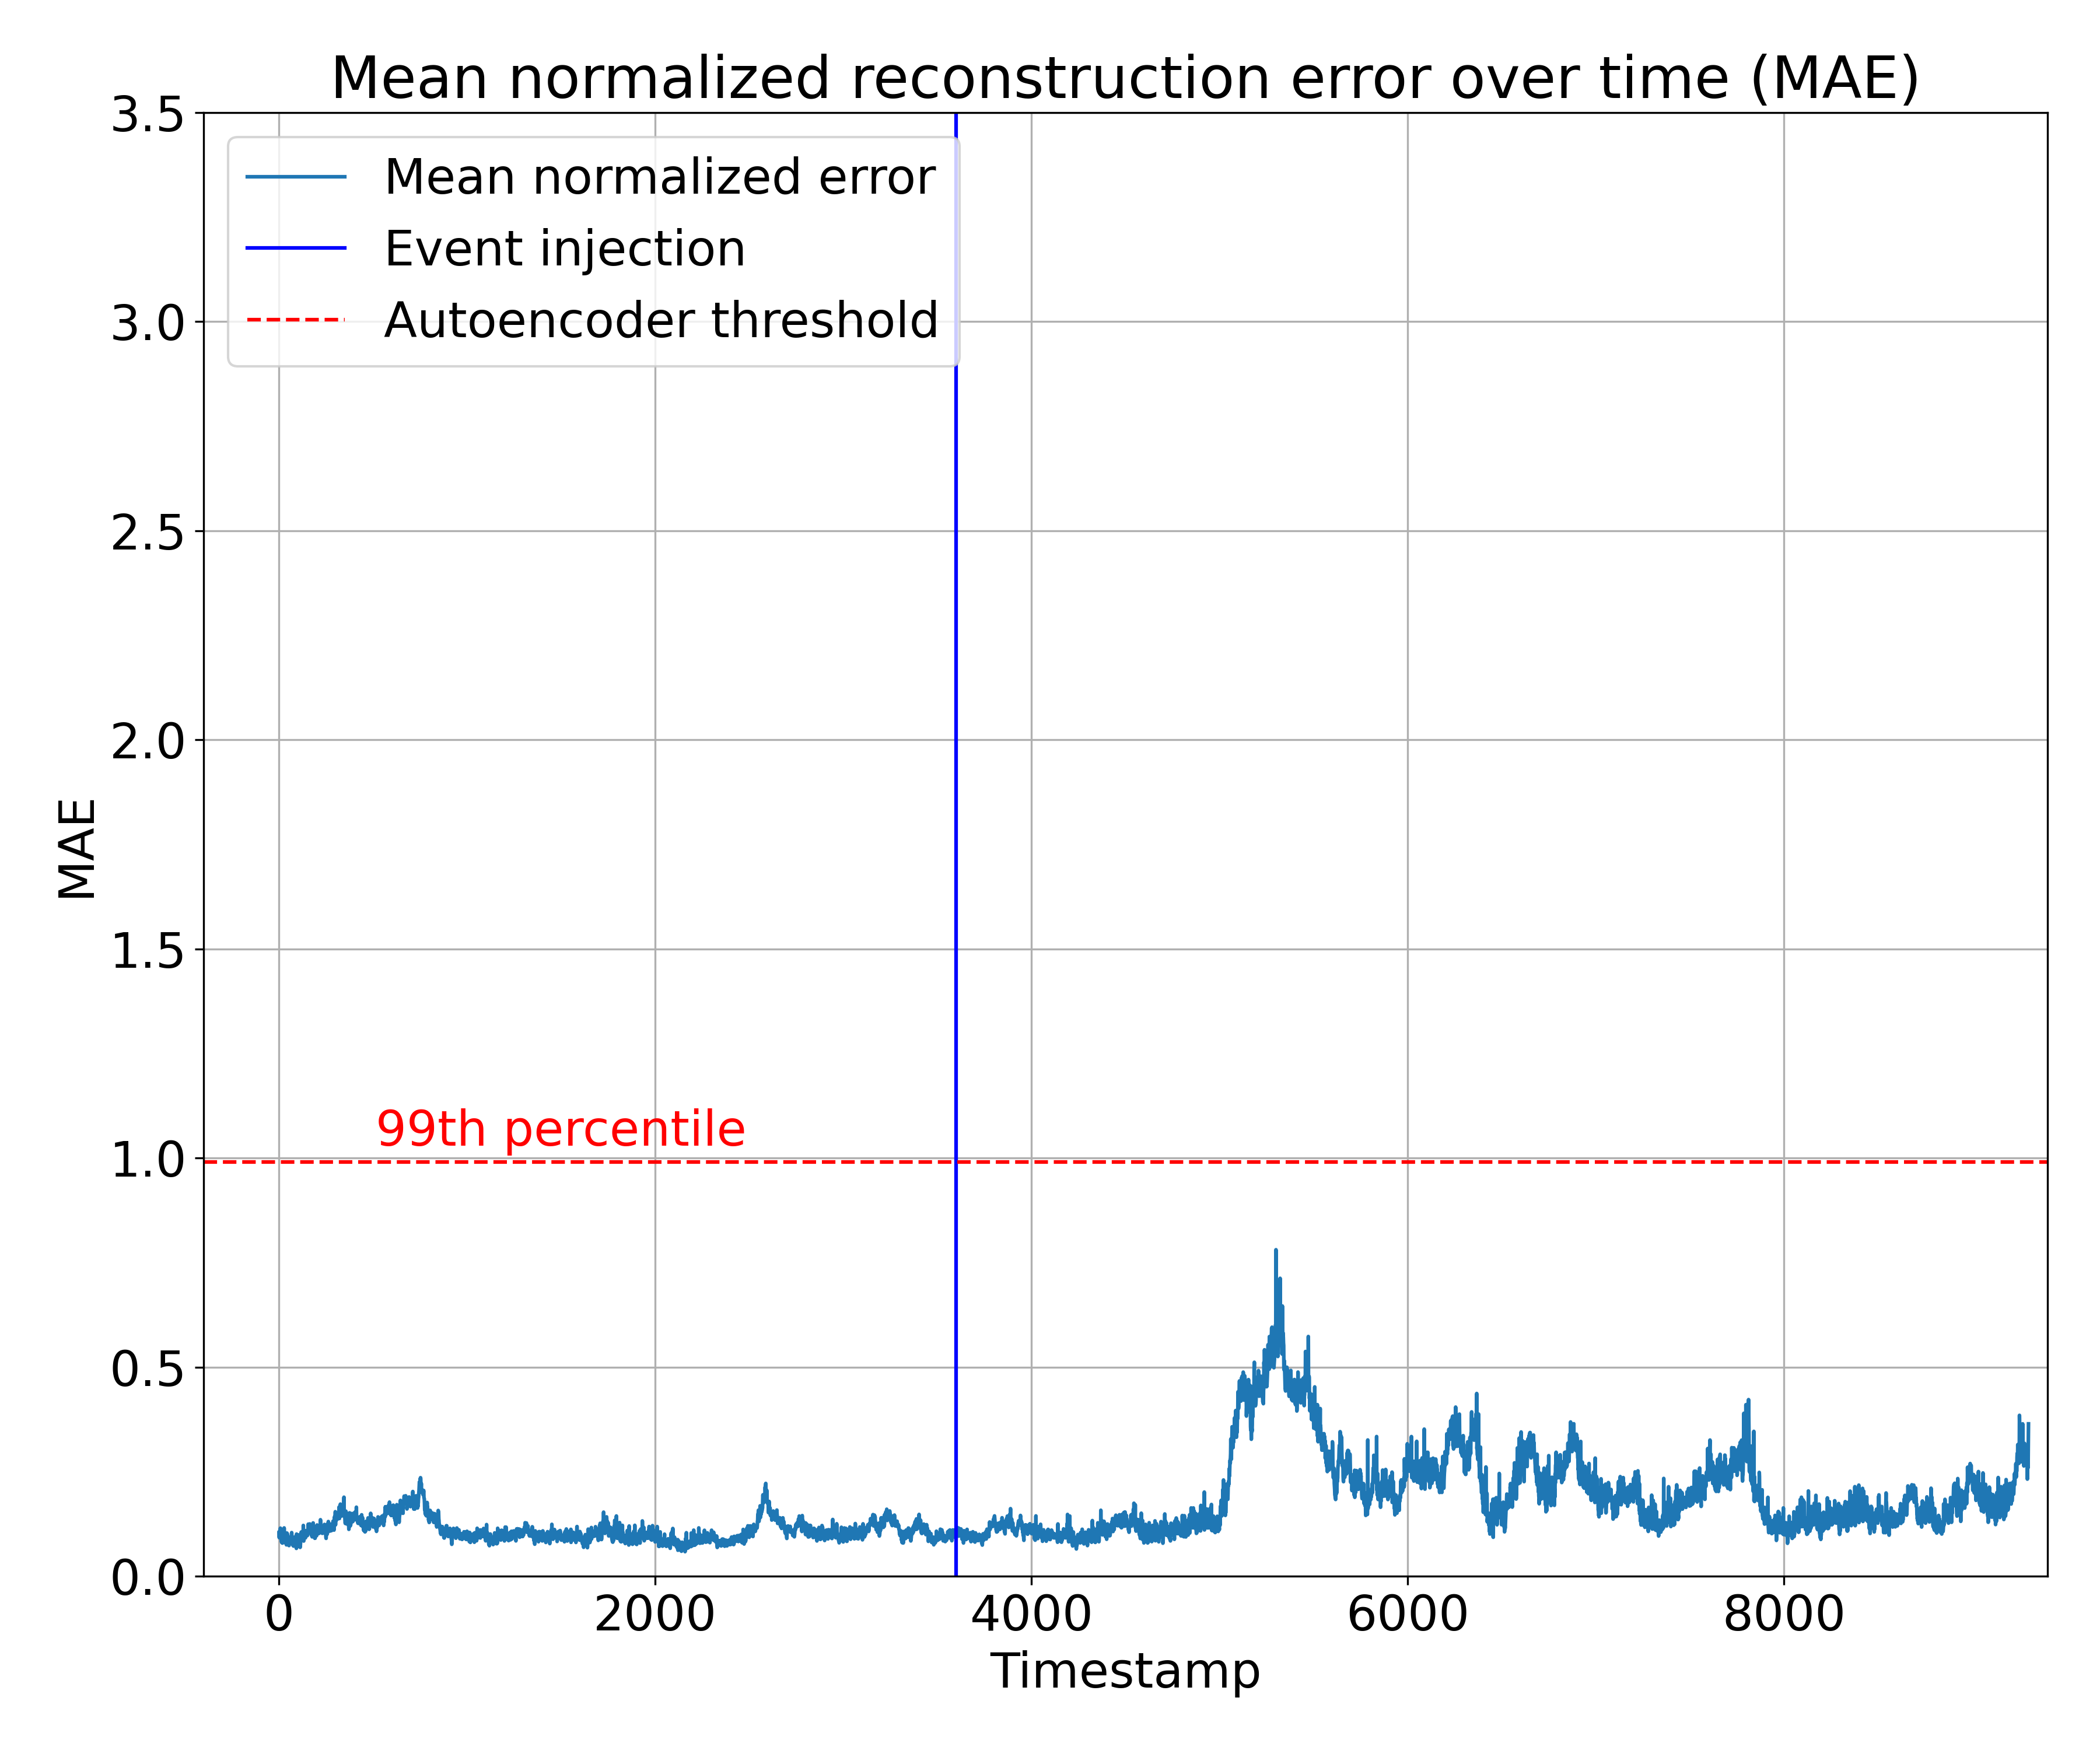 Mean normalized reconstruction error over time (MAE)
3.5
3.0
2.5
2.0
1.5
1.0
0.5
0.0
MAE
Mean normalized error
Event injection
Autoencoder threshold
99th percentile
0 2000 4000 6000 8000
Timestamp